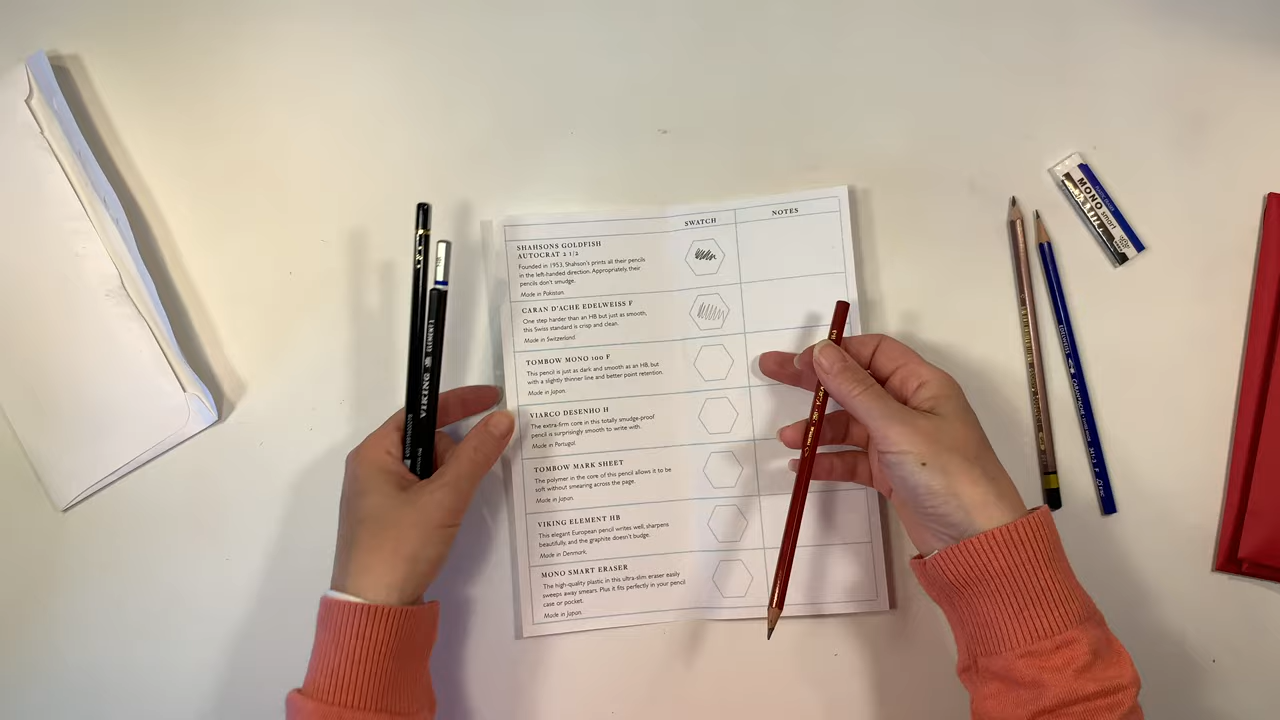 SWATCH
NOTES
SHAHSONS GOLDFISH
AUTOCRAT 2 1/2
Founded in 1953, Shahson's prints all their pencils
in the left-handed direction. Appropriately, their
pencils don't smudge.
Made in Pakistan.
CARAN D'ACHE EDELWEISS F
One step harder than an HB but just as smooth,
this Swiss standard is crisp and clean.
Made in Switzerland.
TOMBOW MONO 100 F
This pencil is just as dark and smooth as an HB, but
with a slightly thinner line and better point retention.
Made in Japan.
VIARCO DESENHO H
The extra-firm core in this totally smudge-proof
pencil is surprisingly smooth to write with.
Made in Portugal.
TOMBOW MARK SHEET
The polymer in the core of this pencil allows it to be
soft without smearing across the page.
Made in Japan.
VIKING ELEMENT HB
This elegant European pencil writes well, sharpens
beautifully, and the graphite doesn't budge.
Made in Denmark.
MONO SMART ERASER
The high-quality plastic in this ultra-slim eraser easily
sweeps away smears. Plus it fits perfectly in your pencil
case or pocket.
Made in Japan.
VIKING ELEMENT 1
MONO smart
EDELWEISS
CARAN D'ACHE
F